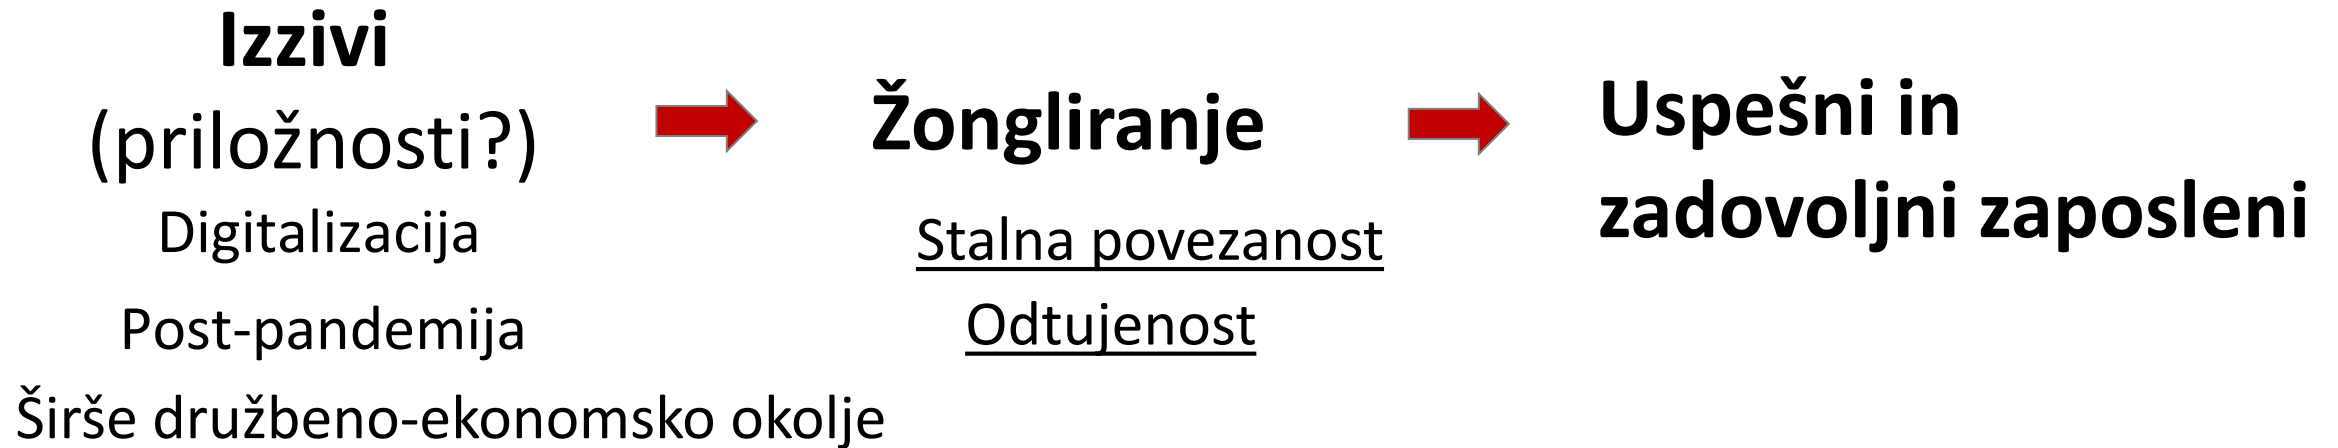 Izzivi
(priložnosti?)
Digitalizacija
Post-pandemija
Širše družbeno-ekonomsko okolje
Žongliranje
Stalna povezanost
Odtujenost
Uspešni in
zadovoljni zaposleni